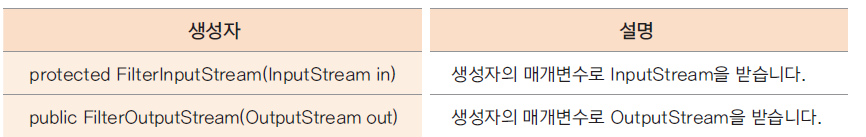 생성자 설명
protected FilterInputStream(InputStream in) 생성자의 매개변수로 InputStream을 받습니다.
public FilterOutputStream(OutputStream out) 생성자의 매개변수로 OutputStream을 받습니다.